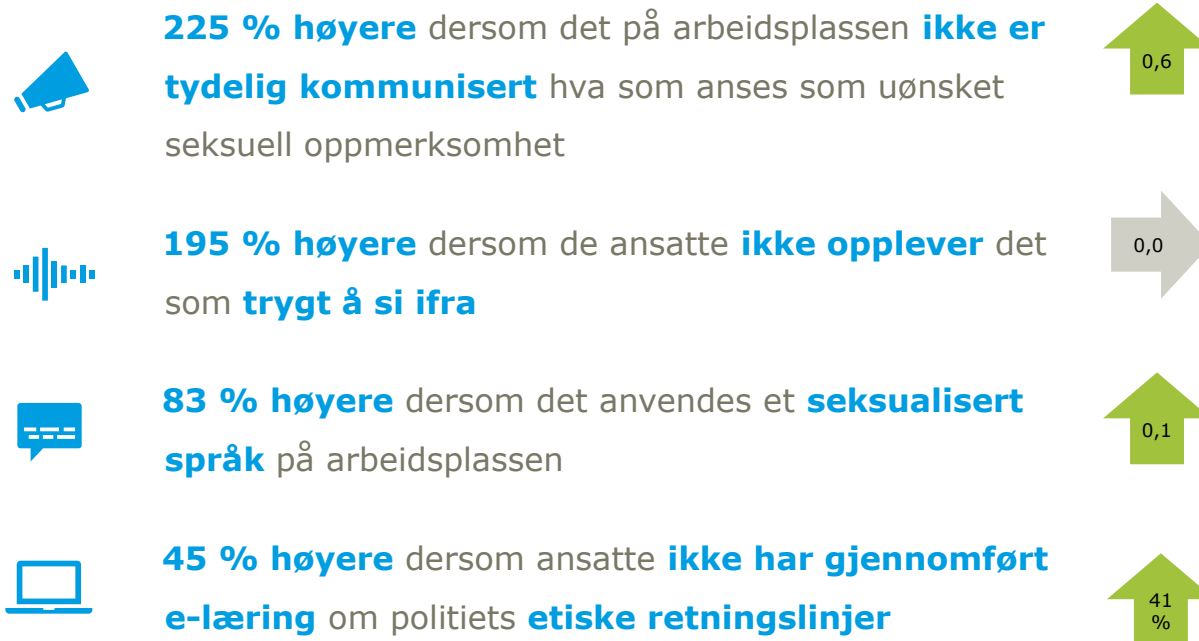 225 % høyere dersom det på arbeidsplassen ikke er
tydelig kommunisert hva som anses som uønsket
seksuell oppmerksomhet
0,6
195 % høyere dersom de ansatte ikke opplever det
som trygt å si ifra
0,0
83 % høyere dersom det anvendes et seksualisert
språk på arbeidsplassen
0,1
45 % høyere dersom ansatte ikke har gjennomført
e-læring om politiets etiske retningslinjer
41
%